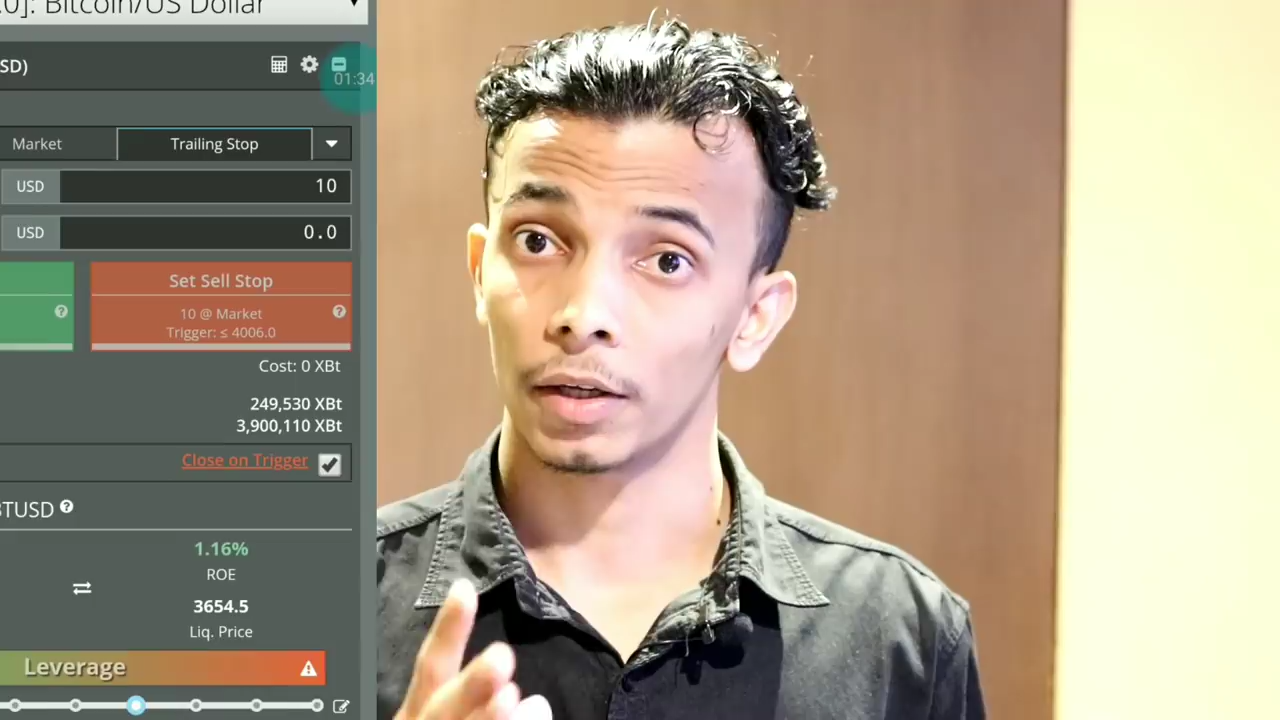 0]: Bitcoin/US Dollar
SD)
01:34
Market
Trailing Stop
USD 10
USD 0.0
Set Sell Stop
10 @ Market
Trigger: ≤ 4006.0
Cost: 0 XBt
249,530 XBt
3,900,110 XBt
Close on Trigger
BTUSD
1.16%
ROE
3654.5
Liq. Price
Leverage